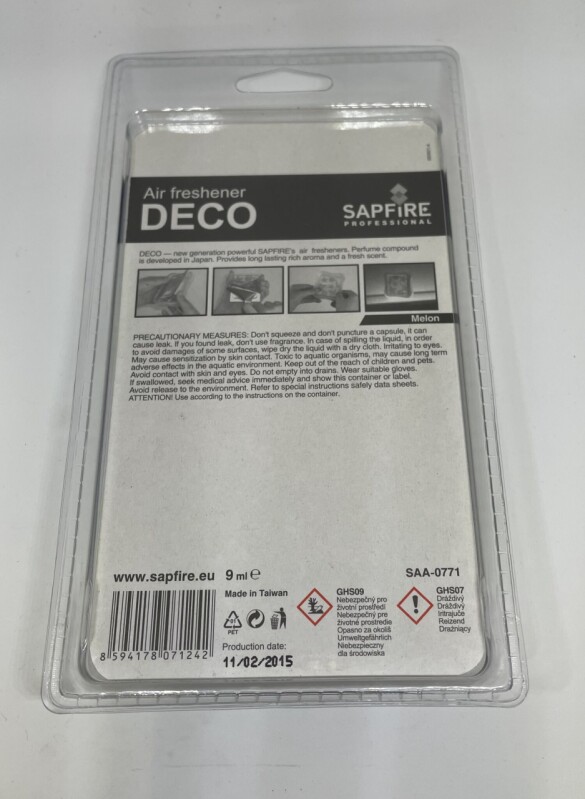 Air freshener
DECO
SAPFIRE
PROFESSIONAL
DECO — new generation powerful SAPFIRE's air fresheners. Perfume compound
is developed in Japan. Provides long lasting rich aroma and a fresh scent.
Melon
PRECAUTIONARY MEASURES: Don't squeeze and don't puncture a capsule, it can
cause leak. If you found leak, don't use fragrance. In case of spilling the liquid, in order
to avoid damages of some surfaces, wipe dry the liquid with a dry cloth. Irritating to eyes.
May cause sensitization by skin contact. Toxic to aquatic organisms, may cause long term
adverse effects in the aquatic environment. Keep out of the reach of children and pets.
Avoid contact with skin and eyes. Do not empty into drains. Wear suitable gloves.
If swallowed, seek medical advice immediately and show this container or label.
Avoid release to the environment. Refer to special instructions safely data sheets.
ATTENTION! Use according to the instructions on the container.
www.sapfire.eu 9 ml ℮
SAA-0771
Made in Taiwan
PET
Production date:
11/02/2015
8 594178 071242
GHS09
Nebezpečný pro
životní prostředí
Nebezpečný pre
životné prostredie
Opasno za okoliš
Umweltgefährlich
Niebezpieczny
dla środowiska
GHS07
Dráždivý
Dráždivý
Iritrajuče
Reizend
Drażniący